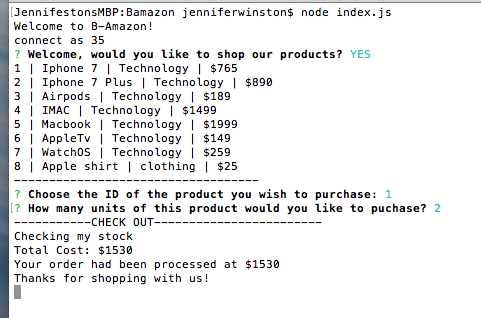 [JennifestonsMBP:Bamazon jenniferwinston$ node index.js
Welcome to B-Amazon!
connect as 35
? Welcome, would you like to shop our products? YES
1 | Iphone 7 | Technology | $765
2 | Iphone 7 Plus | Technology | $890
3 | Airpods | Technology | $189
4 | IMAC | Technology | $1499
5 | Macbook | Technology | $1999
6 | AppleTv | Technology | $149
7 | WatchOS | Technology | $259
8 | Apple shirt | clothing | $25
-----------------------------------
? Choose the ID of the product you wish to purchase: 1
[? How many units of this product would you like to puchase? 2
-----------CHECK OUT------------------------
Checking my stock
Total Cost: $1530
Your order had been processed at $1530
Thanks for shopping with us!